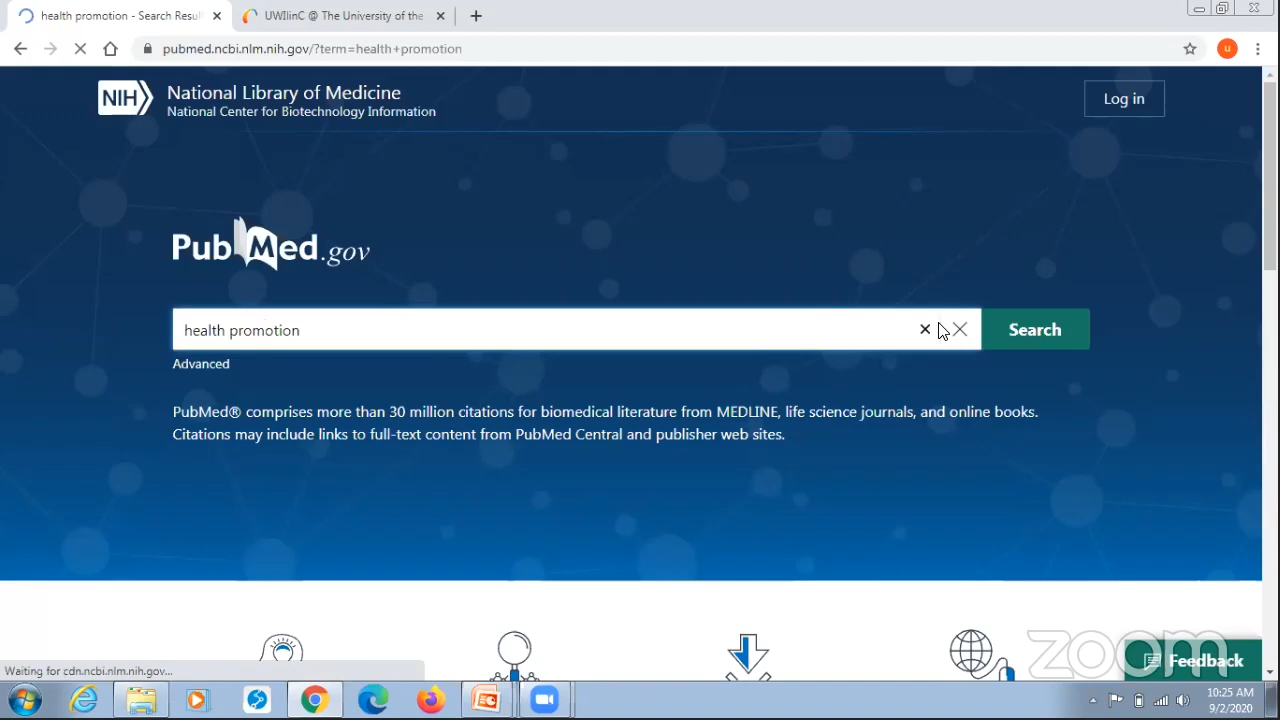 health promotion - Search Resul
UWIlinC @ The University of the
pubmed.ncbi.nlm.nih.gov/?term=health+promotion
u
NIH
National Library of Medicine
National Center for Biotechnology Information
Log in
PubMed.gov
health promotion
Search
Advanced
PubMed® comprises more than 30 million citations for biomedical literature from MEDLINE, life science journals, and online books.
Citations may include links to full-text content from PubMed Central and publisher web sites.
zoom
Feedback
Waiting for cdn.ncbi.nlm.nih.gov...
10:25 AM
9/2/2020